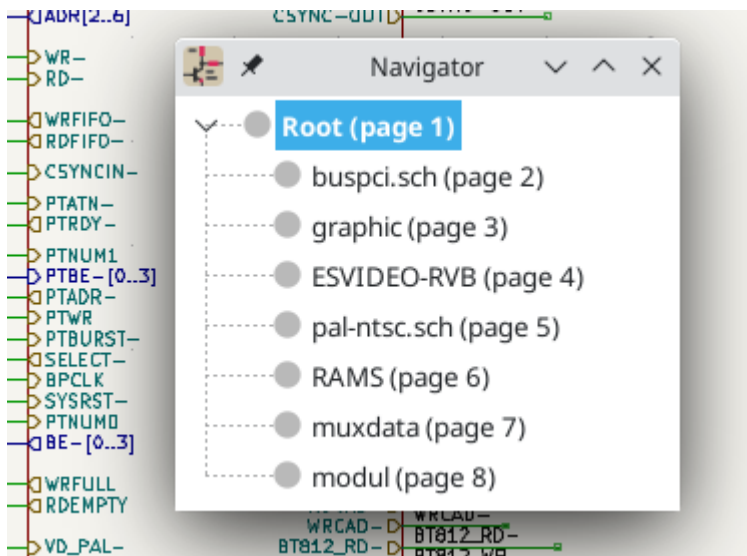 ADR[2..6]
CSYNC-OUT
WR-
RD-
WRFIFO-
RDFIFO-
CSYNCIN-
PTATN-
PTRDY-
PTNUM1
PTBE-[0..3]
PTADR-
PTWR
PTBURST-
SELECT-
BPCLK
SYSRST-
PTNUM0
BE-[0..3]
WRFULL
RDEMPTY
VD_PAL-
Navigator
Root (page 1)
buspci.sch (page 2)
graphic (page 3)
ESVIDEO-RVB (page 4)
pal-ntsc.sch (page 5)
RAMS (page 6)
muxdata (page 7)
modul (page 8)
WRCAD-
WRCAD-
BT812_RD-
BT812_RD-